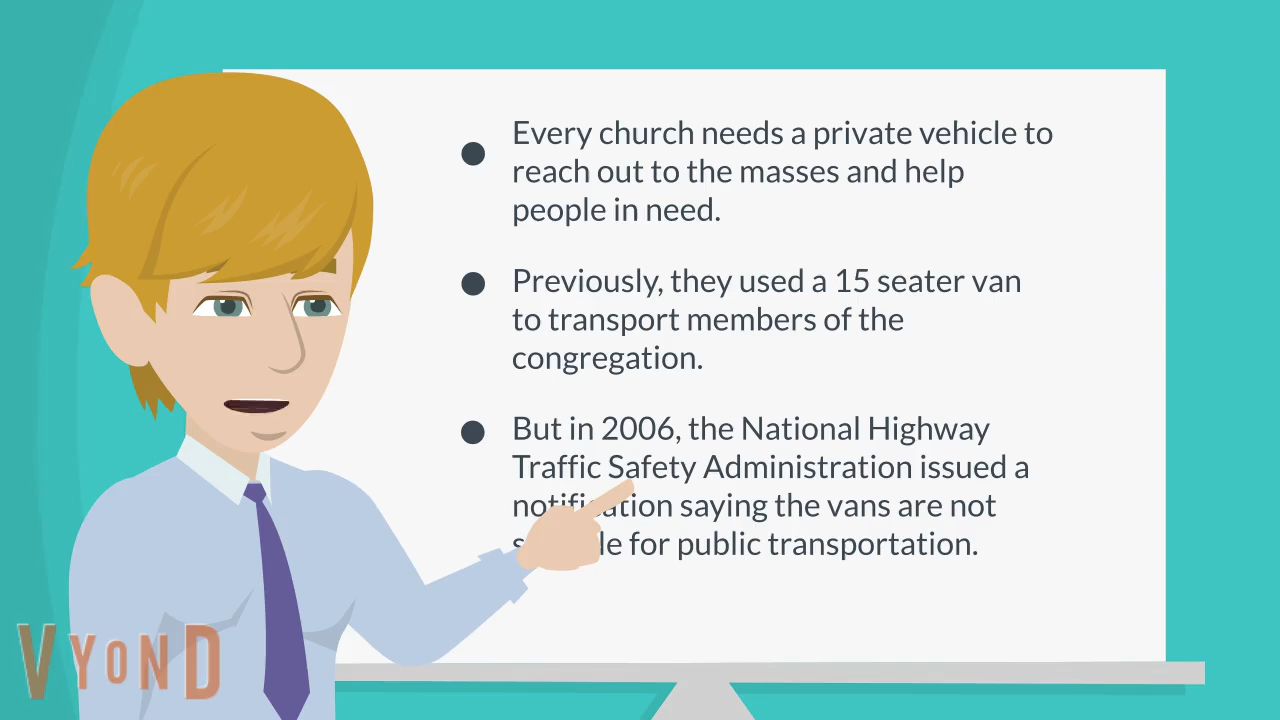 Every church needs a private vehicle to
reach out to the masses and help
people in need.
Previously, they used a 15 seater van
to transport members of the
congregation.
But in 2006, the National Highway
Traffic Safety Administration issued a
notification saying the vans are not
for public transportation.
VYOND